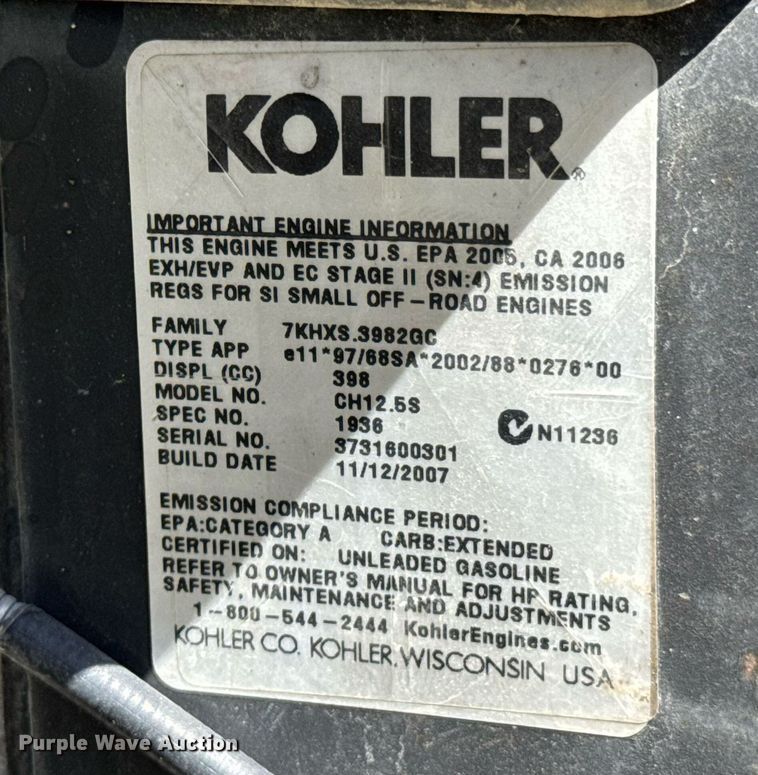 KOHLER®
IMPORTANT ENGINE INFORMATION
THIS ENGINE MEETS U.S. EPA 2005, CA 2006
EXH/EVP AND EC STAGE II (SN:4) EMISSION
REGS FOR SI SMALL OFF-ROAD ENGINES
FAMILY 7KHXS.3982GC
TYPE APP e11*97/68SA*2002/88*0276*00
DISPL (CC) 398
MODEL NO. CH12.5S
SPEC NO. 1936
N11236
SERIAL NO. 3731600301
BUILD DATE 11/12/2007
EMISSION COMPLIANCE PERIOD:
EPA:CATEGORY A CARB:EXTENDED
CERTIFIED ON: UNLEADED GASOLINE
REFER TO OWNER'S MANUAL FOR HP RATING,
SAFETY, MAINTENANCE AND ADJUSTMENTS
1-800-544-2444 KohlerEngines.com
KOHLER CO. KOHLER, WISCONSIN USA
Purple Wave Auction